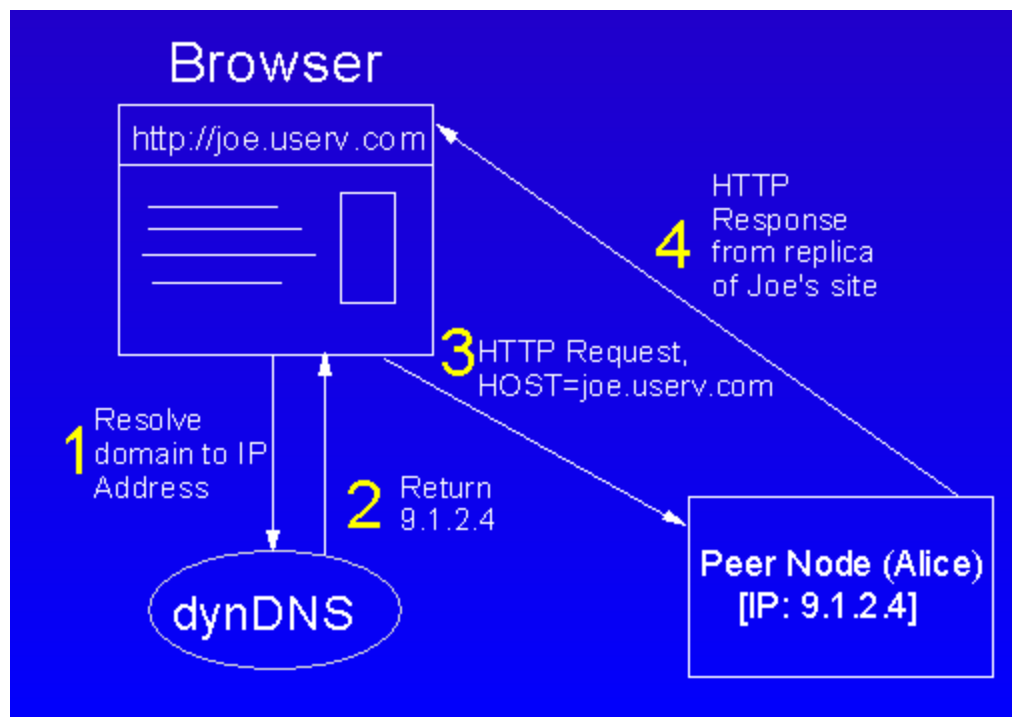 Browser
http://joe.userv.com
HTTP
Response
from replica
of Joe's site
4
3
HTTP Request,
HOST=joe.userv.com
1
Resolve
domain to IP
Address
2
Return
9.1.2.4
dynDNS
Peer Node (Alice)
[IP: 9.1.2.4]